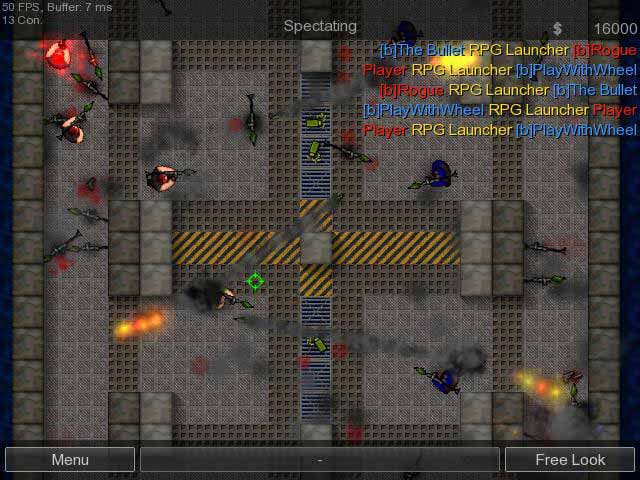 50 FPS, Buffer: 7 ms
13 Con.
Spectating
$ 16000
[b]The Bullet RPG Launcher [b]Rogue
Player RPG Launcher [b]PlayWithWheel
[b]Rogue RPG Launcher [b]The Bullet
[b]PlayWithWheel RPG Launcher Player
Player RPG Launcher [b]PlayWithWheel
Menu
-
Free Look